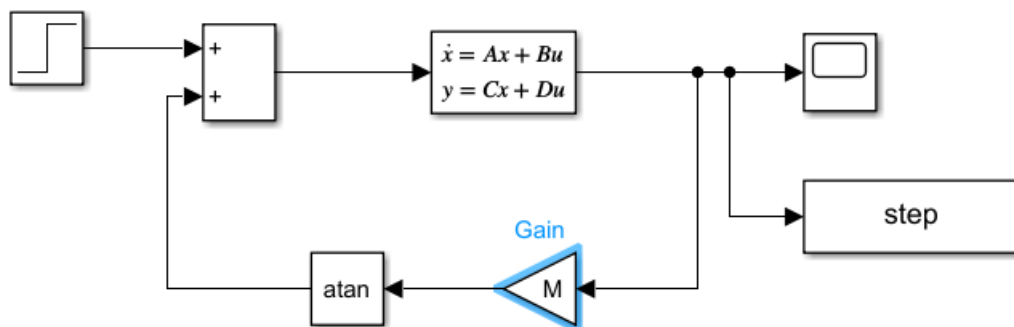 +
+
ẋ = Ax + Bu
y = Cx + Du
step
Gain
atan
M